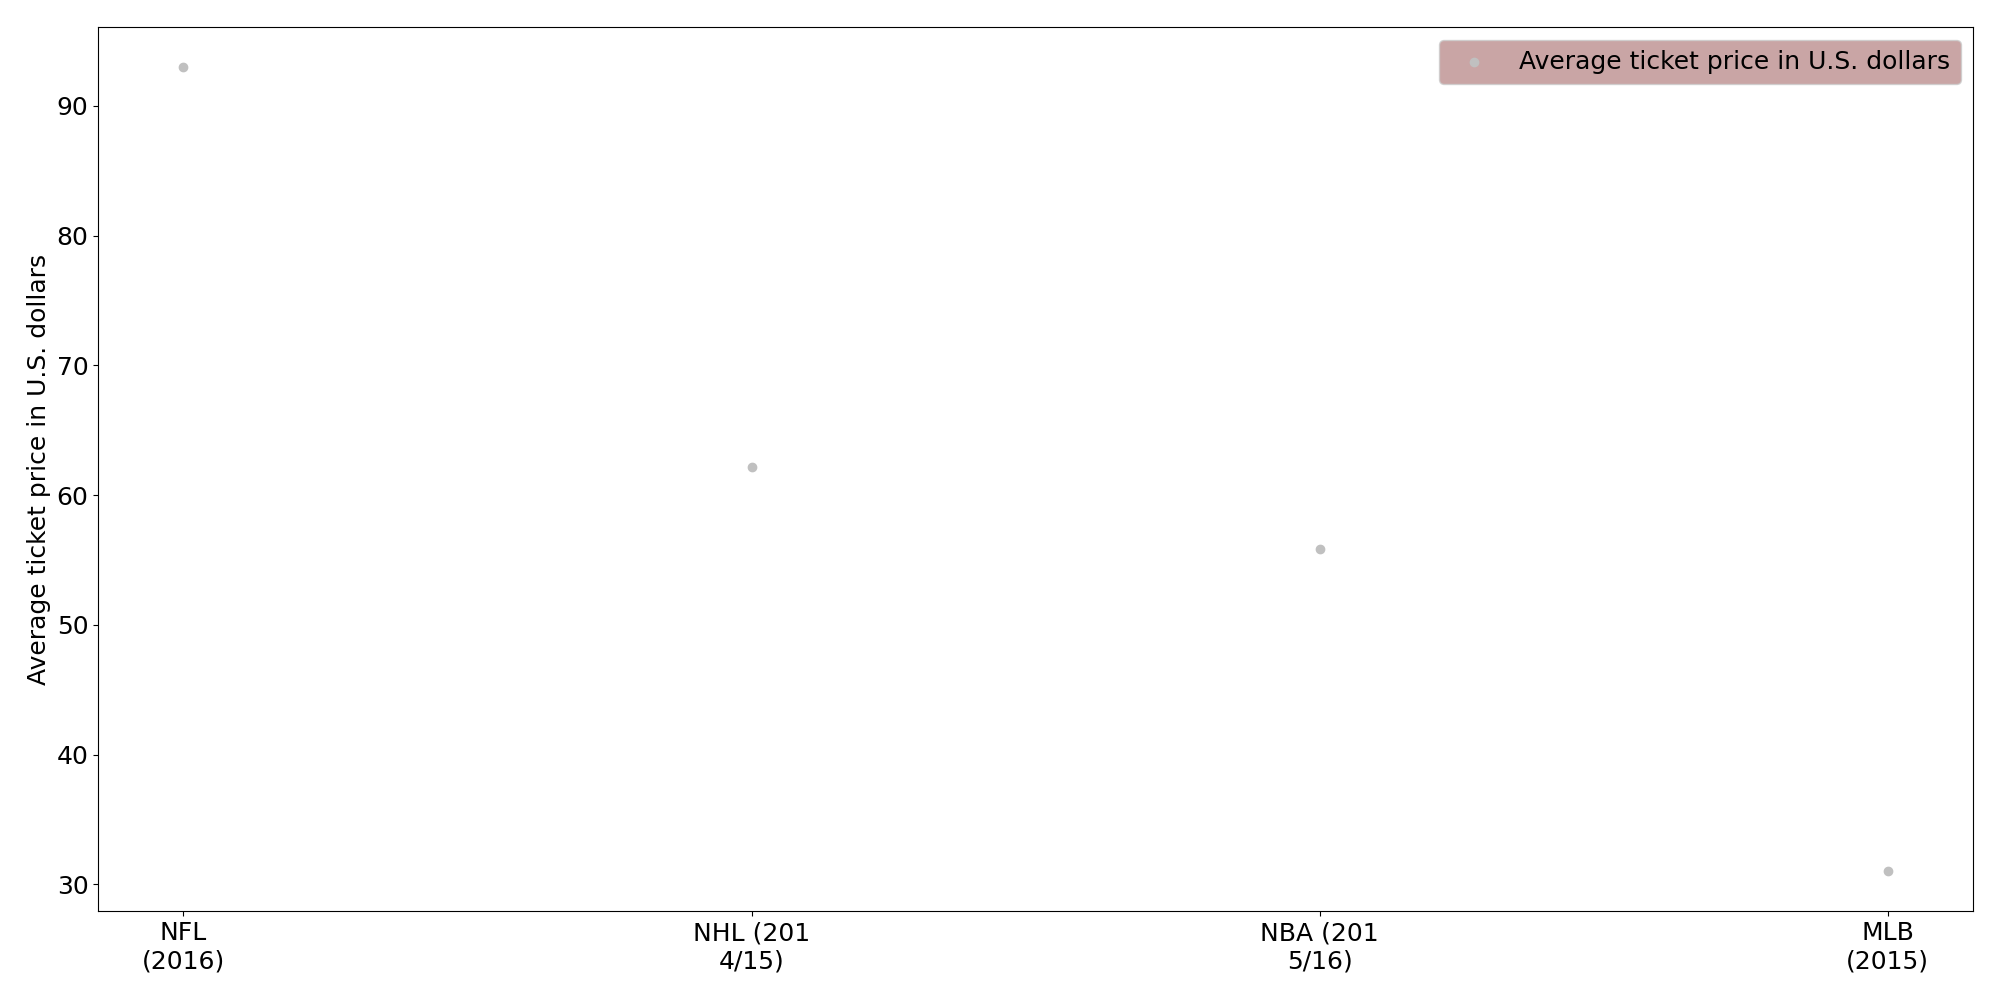 Average ticket price in U.S. dollars
Average ticket price in U.S. dollars
90
80
70
60
50
40
30
NFL
(2016)
NHL (201
4/15)
NBA (201
5/16)
MLB
(2015)